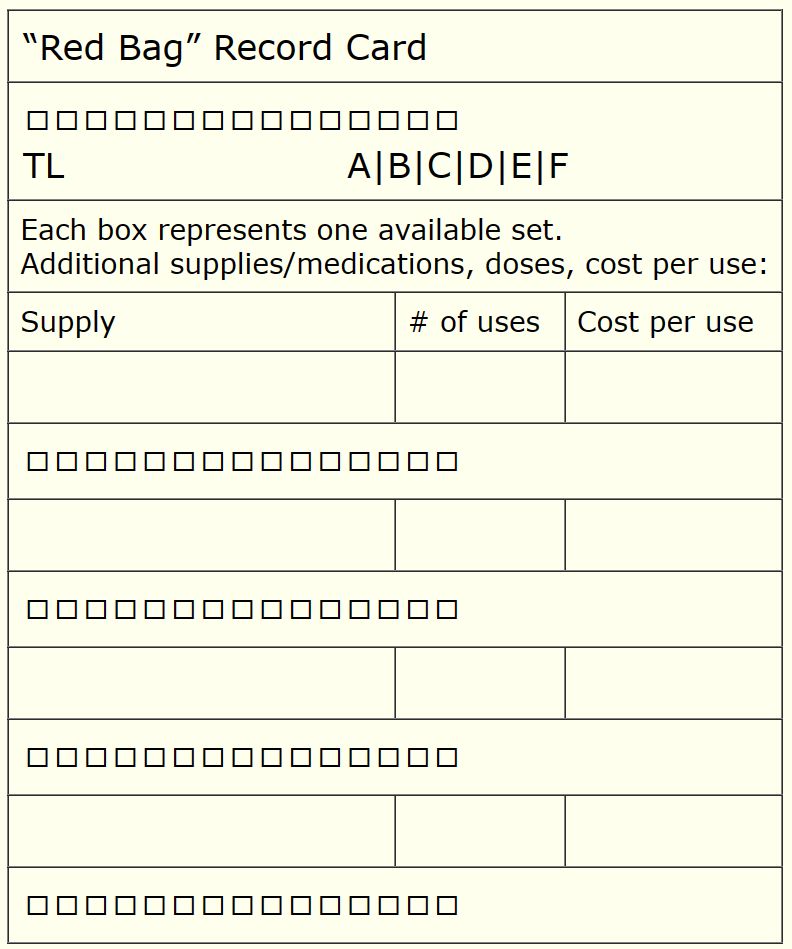 “Red Bag” Record Card
□□□□□□□□□□□□□□□
TL A|B|C|D|E|F
Each box represents one available set.
Additional supplies/medications, doses, cost per use:
Supply # of uses Cost per use
□□□□□□□□□□□□□□□
□□□□□□□□□□□□□□□
□□□□□□□□□□□□□□□
□□□□□□□□□□□□□□□